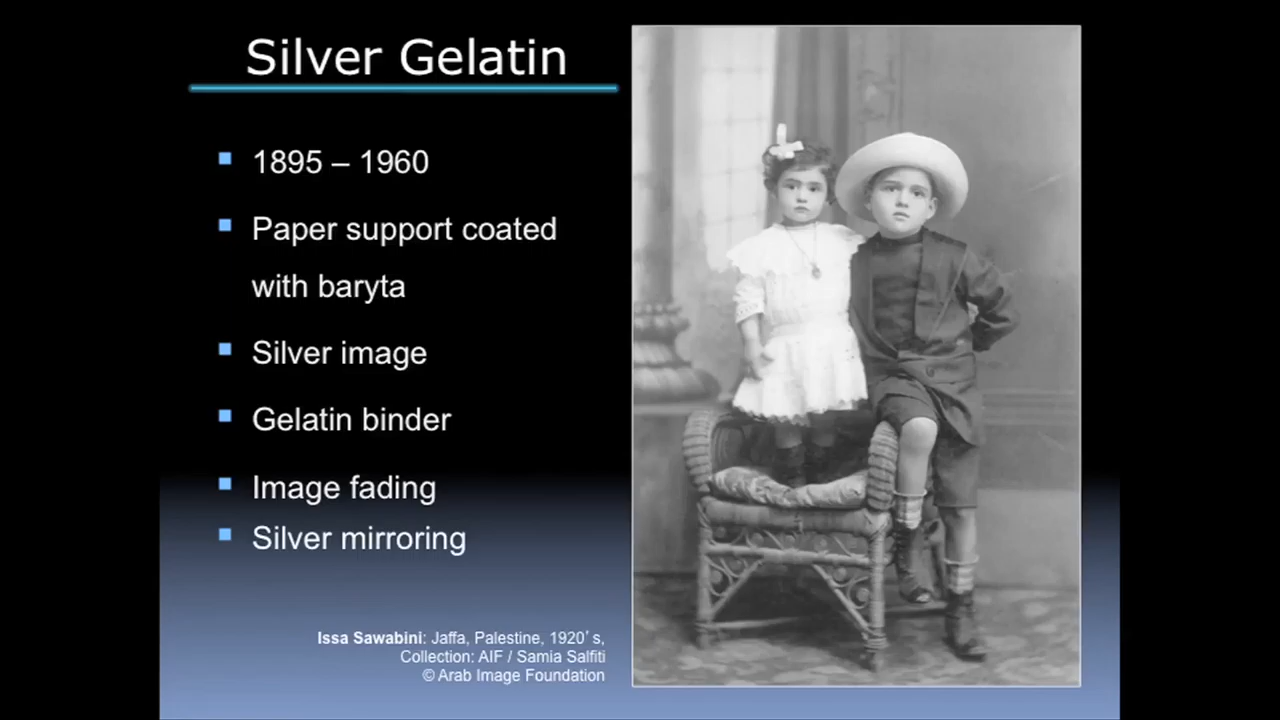 Silver Gelatin
1895 – 1960
Paper support coated
with baryta
Silver image
Gelatin binder
Image fading
Silver mirroring
Issa Sawabini: Jaffa, Palestine, 1920's,
Collection: AIF / Samia Salfiti
© Arab Image Foundation